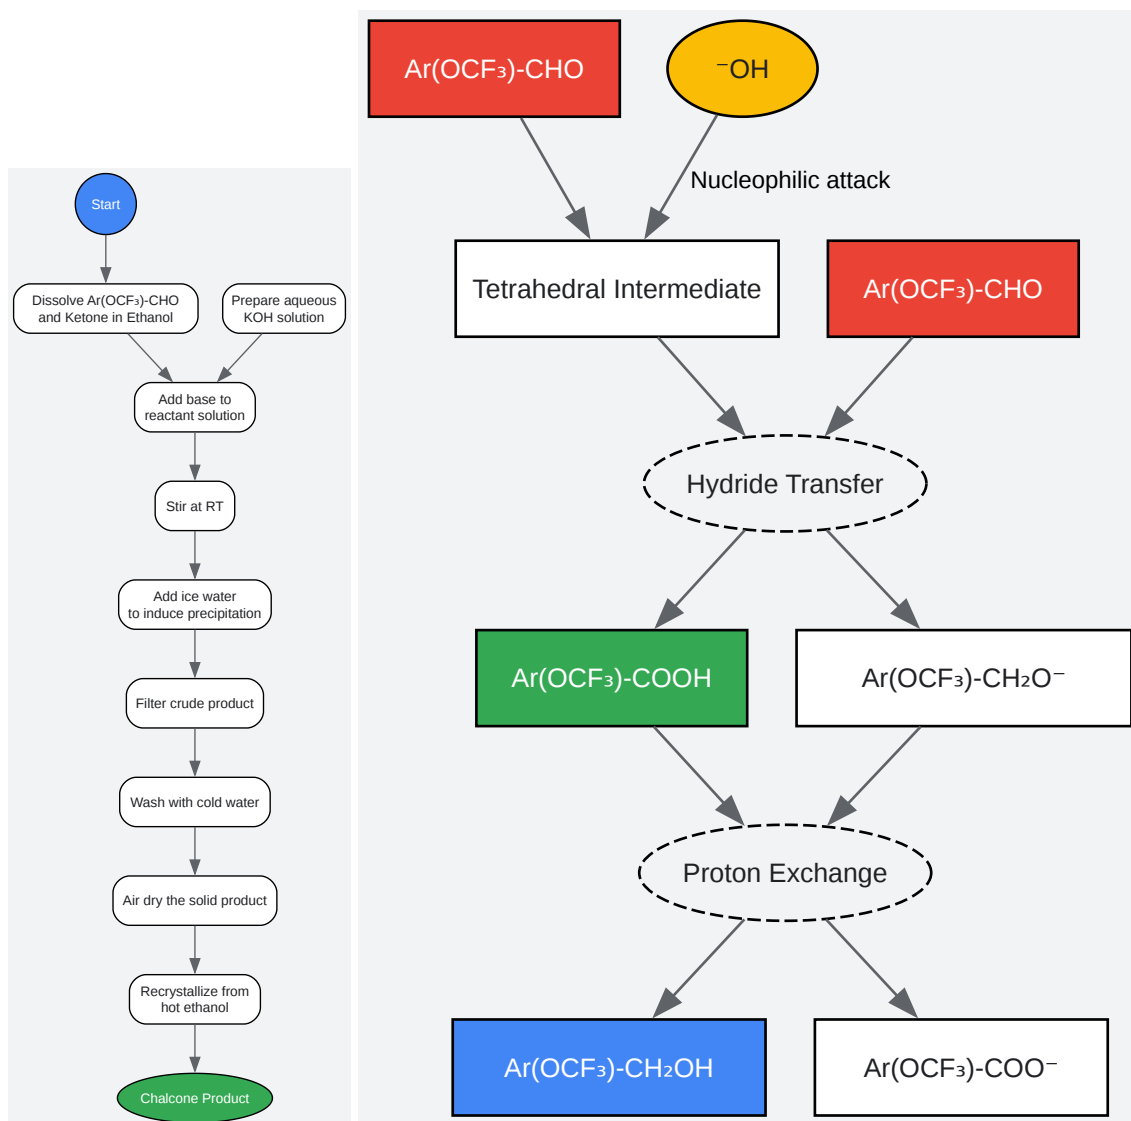 Start
Dissolve Ar(OCF₃)-CHO
and Ketone in Ethanol
Prepare aqueous
KOH solution
Add base to
reactant solution
Stir at RT
Add ice water
to induce precipitation
Filter crude product
Wash with cold water
Air dry the solid product
Recrystallize from
hot ethanol
Chalcone Product
Ar(OCF₃)-CHO
⁻OH
Nucleophilic attack
Tetrahedral Intermediate
Ar(OCF₃)-CHO
Hydride Transfer
Ar(OCF₃)-COOH
Ar(OCF₃)-CH₂O⁻
Proton Exchange
Ar(OCF₃)-CH₂OH
Ar(OCF₃)-COO⁻